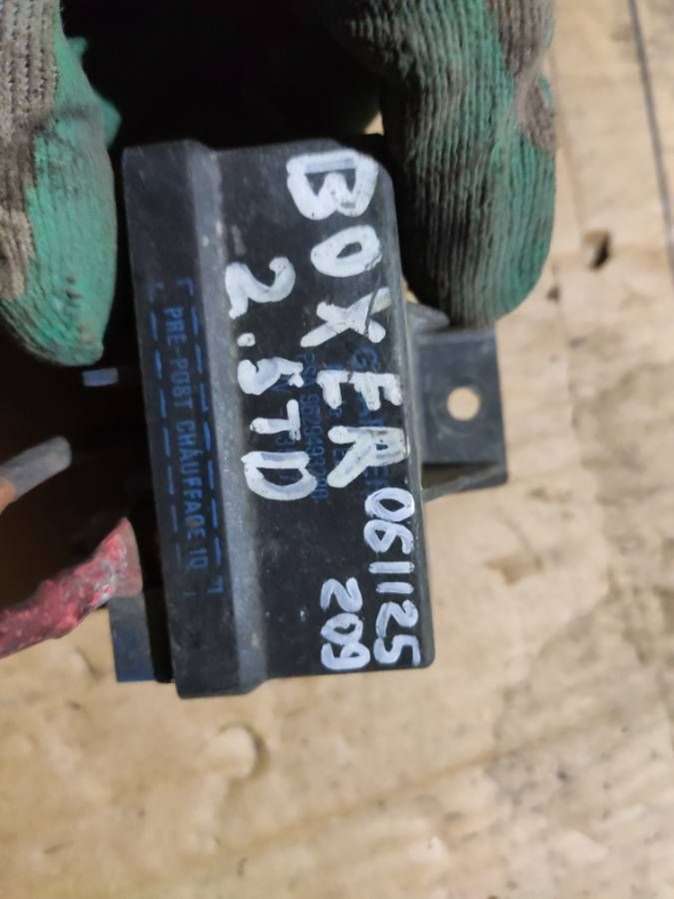 BOXER
2.5TD
061125
209
PRE-POST CHAUFFAGE 10